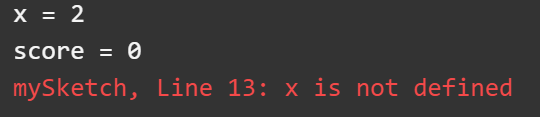 x = 2
score = 0
mySketch, Line 13: x is not defined